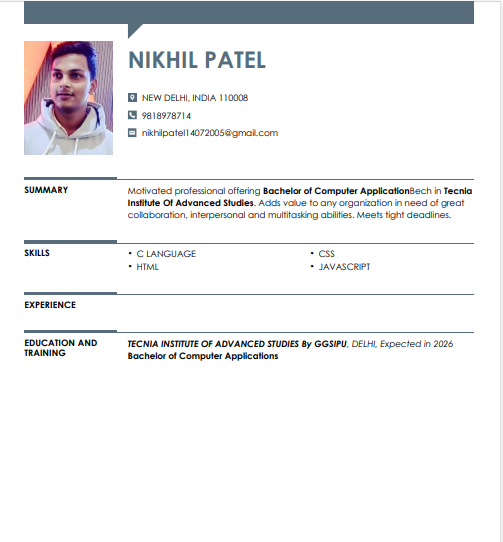 NIKHIL PATEL
NEW DELHI, INDIA 110008
9818978714
nikhilpatel14072005@gmail.com
SUMMARY
Motivated professional offering Bachelor of Computer ApplicationBech in Tecnia
Institute Of Advanced Studies. Adds value to any organization in need of great
collaboration, interpersonal and multitasking abilities. Meets tight deadlines.
SKILLS
• C LANGUAGE
• HTML
• CSS
• JAVASCRIPT
EXPERIENCE
EDUCATION AND
TRAINING
TECNIA INSTITUTE OF ADVANCED STUDIES By GGSIPU, DELHI, Expected in 2026
Bachelor of Computer Applications